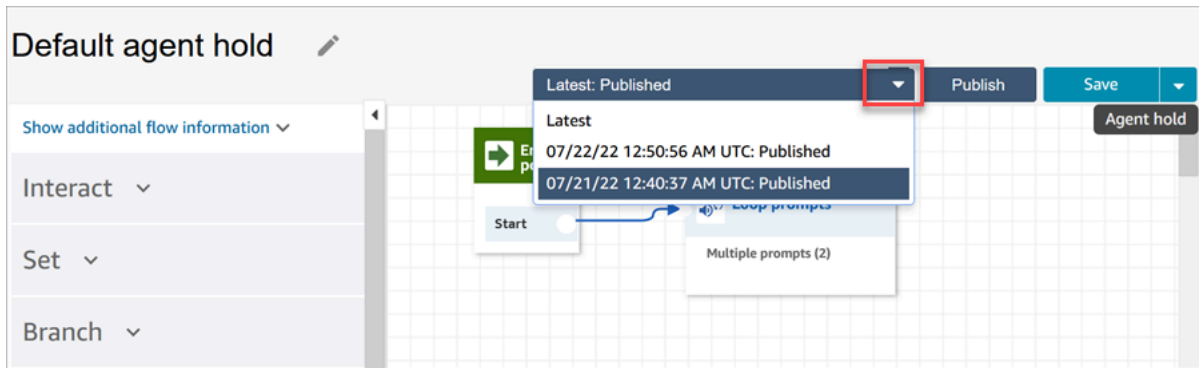 Default agent hold
Latest: Published
Publish
Save
Agent hold
Show additional flow information
Latest
07/22/22 12:50:56 AM UTC: Published
07/21/22 12:40:37 AM UTC: Published
Interact
Start
Loop prompts
Multiple prompts (2)
Set
Branch